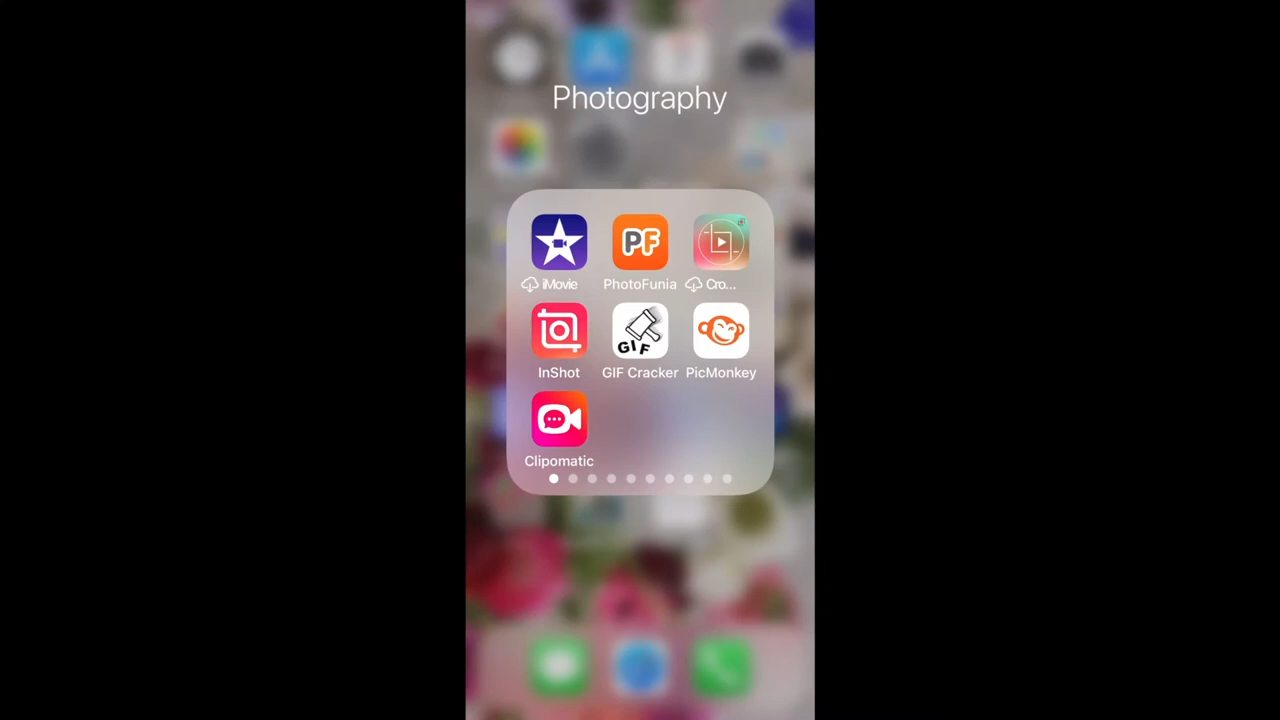 Photography
PF
iMovie PhotoFunia Cro...
GIF
InShot GIF Cracker PicMonkey
Clipomatic